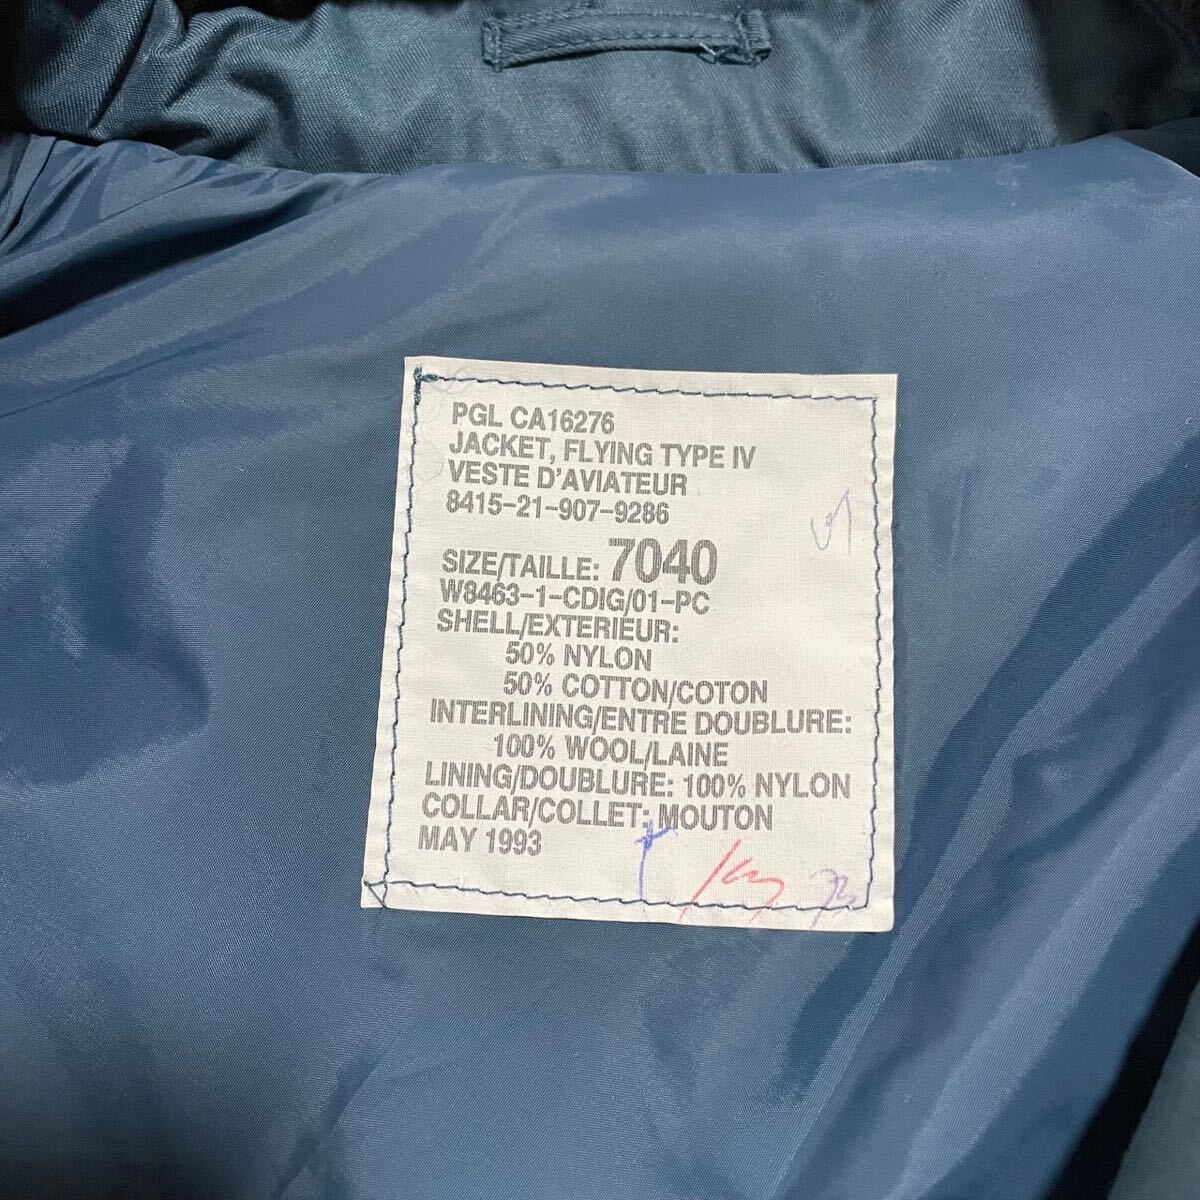 PGL CA16276
JACKET, FLYING TYPE IV
VESTE D'AVIATEUR
8415-21-907-9286
SIZE/TAILLE: 7040
W8463-1-CDIG/01-PC
SHELL/EXTERIEUR:
50% NYLON
50% COTTON/COTON
INTERLINING/ENTRE DOUBLURE:
100% WOOL/LAINE
LINING/DOUBLURE: 100% NYLON
COLLAR/COLLET: MOUTON
MAY 1993